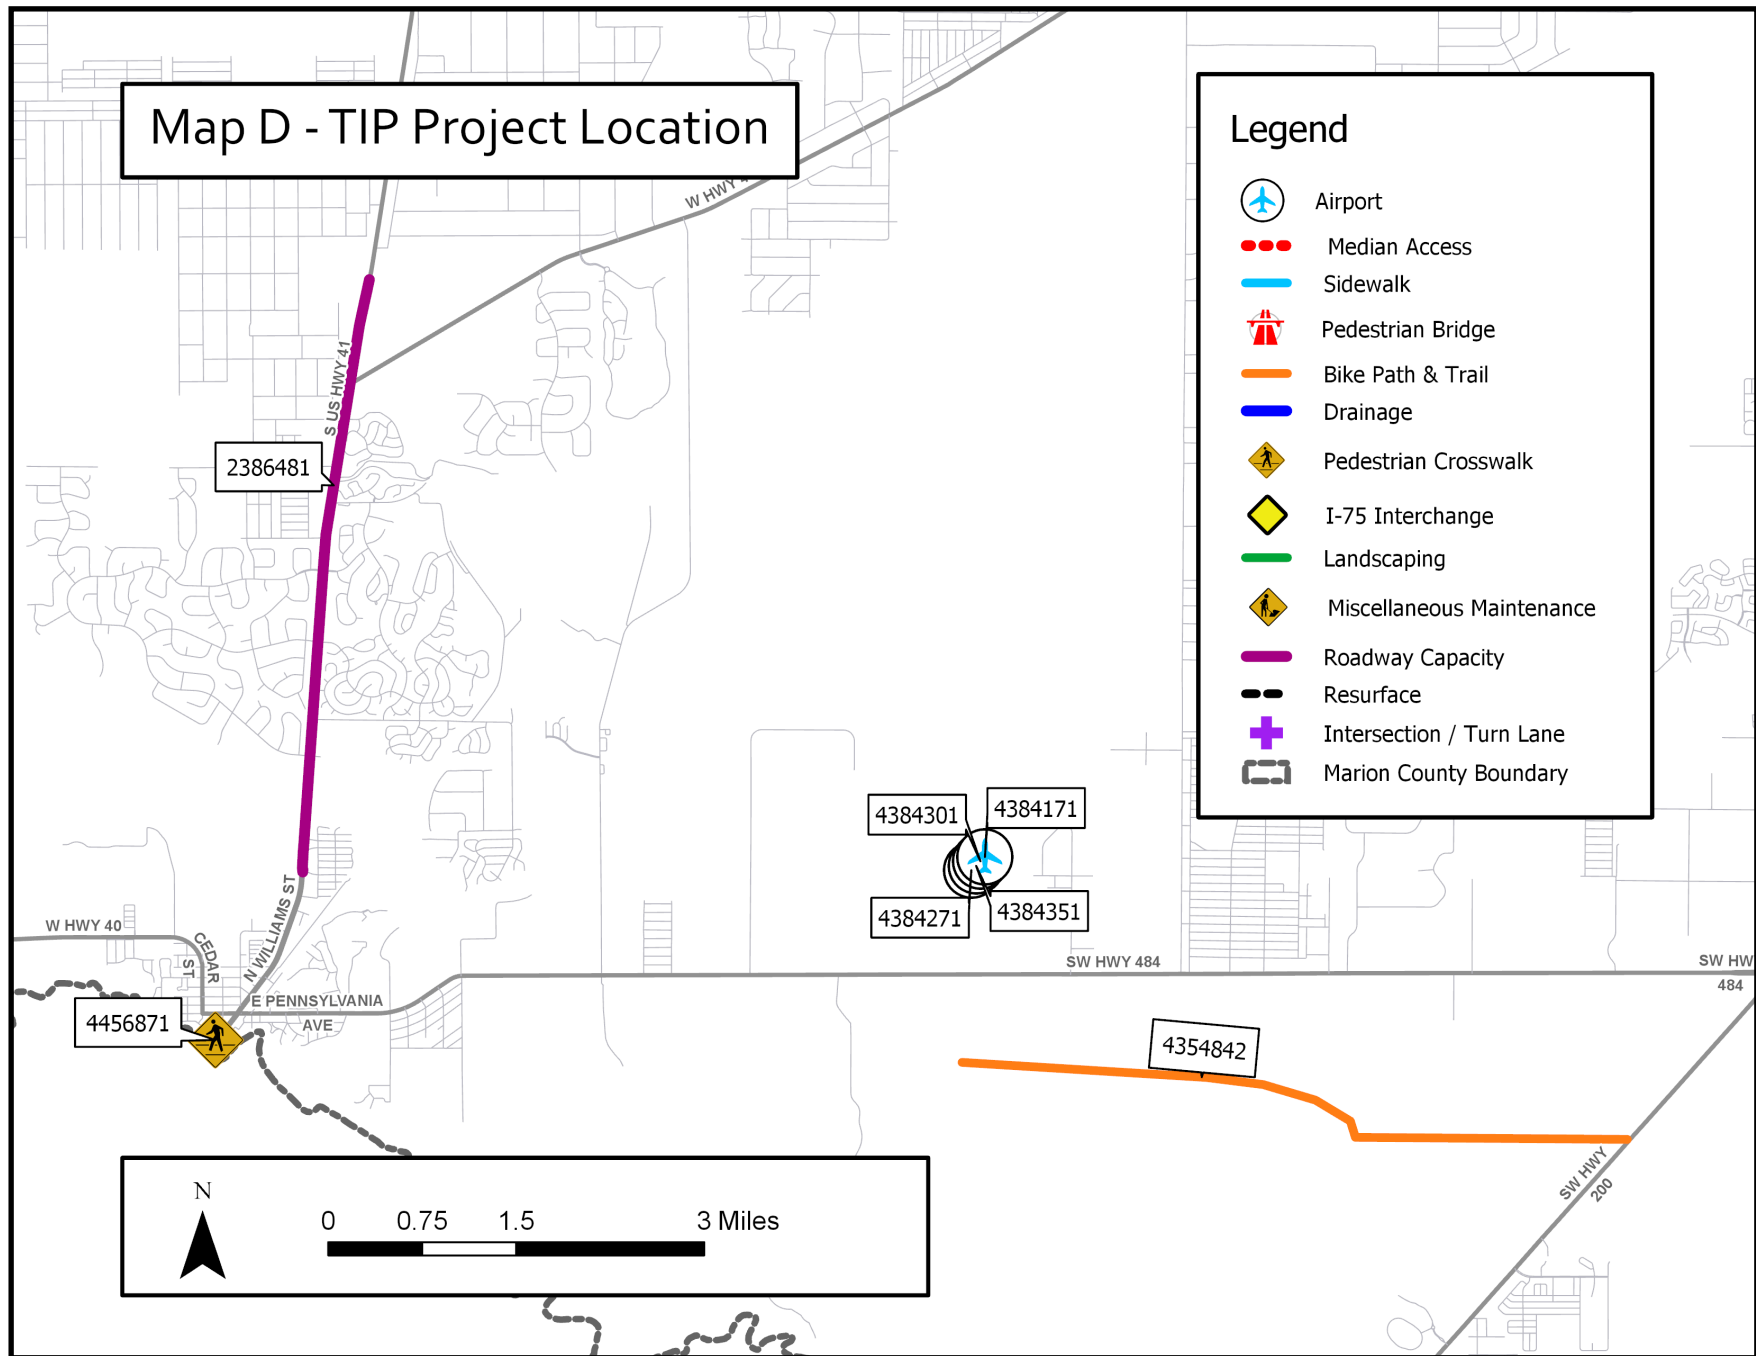 Map D - TIP Project Location
W HWY 4
Legend
Airport
Median Access
Sidewalk
Pedestrian Bridge
Bike Path & Trail
Drainage
Pedestrian Crosswalk
I-75 Interchange
Landscaping
Miscellaneous Maintenance
Roadway Capacity
Resurface
Intersection / Turn Lane
Marion County Boundary
S US HWY 41
2386481
4384301
4384171
4384271
4384351
W HWY 40
CEDAR
ST
N WILLIAMS ST
E PENNSYLVANIA
AVE
4456871
SW HWY 484
SW HW
484
4354842
SW HWY
200
N
0 0.75 1.5 3 Miles